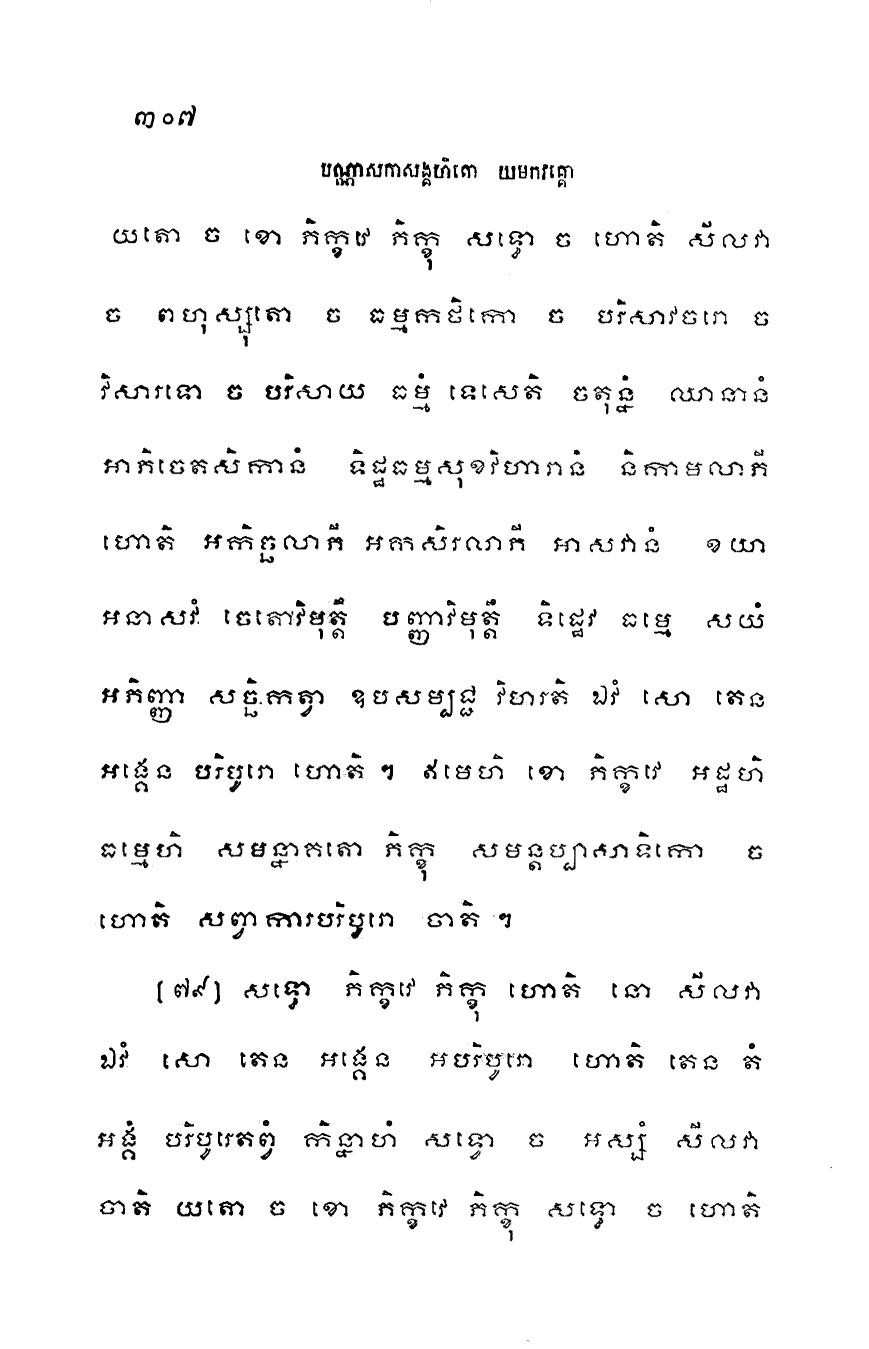 ៣០៧
បណ្ណាសកាសង្គហិតោ យមកវគ្គោ
យតោ ច ខោ ភិក្ខវេ ភិក្ខុ សទ្ធោ ច ហោតិ សីលវា
ច ពហុស្សុតោ ច ធម្មកថិកោ ច បរិសាវចរោ ច
វិសារទោ ច បរិសាយ ធម្មំ ទេសេតិ ចតុន្នំ ឈានានំ
អាភិចេតសិកានំ ទិដ្ឋធម្មសុខវិហារានំ និកាមលាភី
ហោតិ អកិច្ឆលាភី អកសិរលាភី អាសវានំ ខយា
អនាសវំ ចេតោវិមុត្តឹ បញ្ញាវិមុត្តឹ ទិដ្ឋេវ ធម្មេ សយំ
អភិញ្ញា សច្ឆិកត្វា ឧបសម្បជ្ជ វិហរតិ ឯវំ សោ តេន
អង្គេន បរិបូរោ ហោតិ ។ ឥមេហិ ខោ ភិក្ខវេ អដ្ឋហិ
ធម្មេហិ សមន្នាគតោ ភិក្ខុ សមន្តប្បាសាទិកោ ច
ហោតិ សព្វាការបរិបូរោ ចាតិ ។
[៧៩] សទ្ធោ ភិក្ខវេ ភិក្ខុ ហោតិ នោ សីលវា
ឯវំ សោ តេន អង្គេន អបរិបូរោ ហោតិ តេន តំ
អង្គំ បរិបូរេតព្វំ កិន្នាហំ សទ្ធោ ច អស្សំ សីលវា
ចាតិ យតោ ច ខោ ភិក្ខវេ ភិក្ខុ សទ្ធោ ច ហោតិ